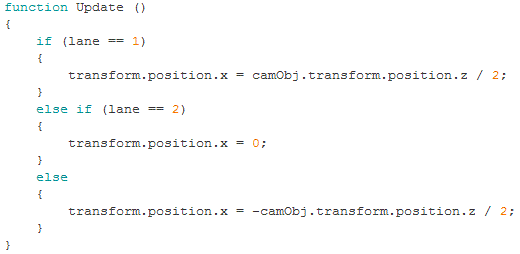 function Update ()
{
    if (lane == 1)
    {
        transform.position.x = camObj.transform.position.z / 2;
    }
    else if (lane == 2)
    {
        transform.position.x = 0;
    }
    else
    {
        transform.position.x = -camObj.transform.position.z / 2;
    }
}